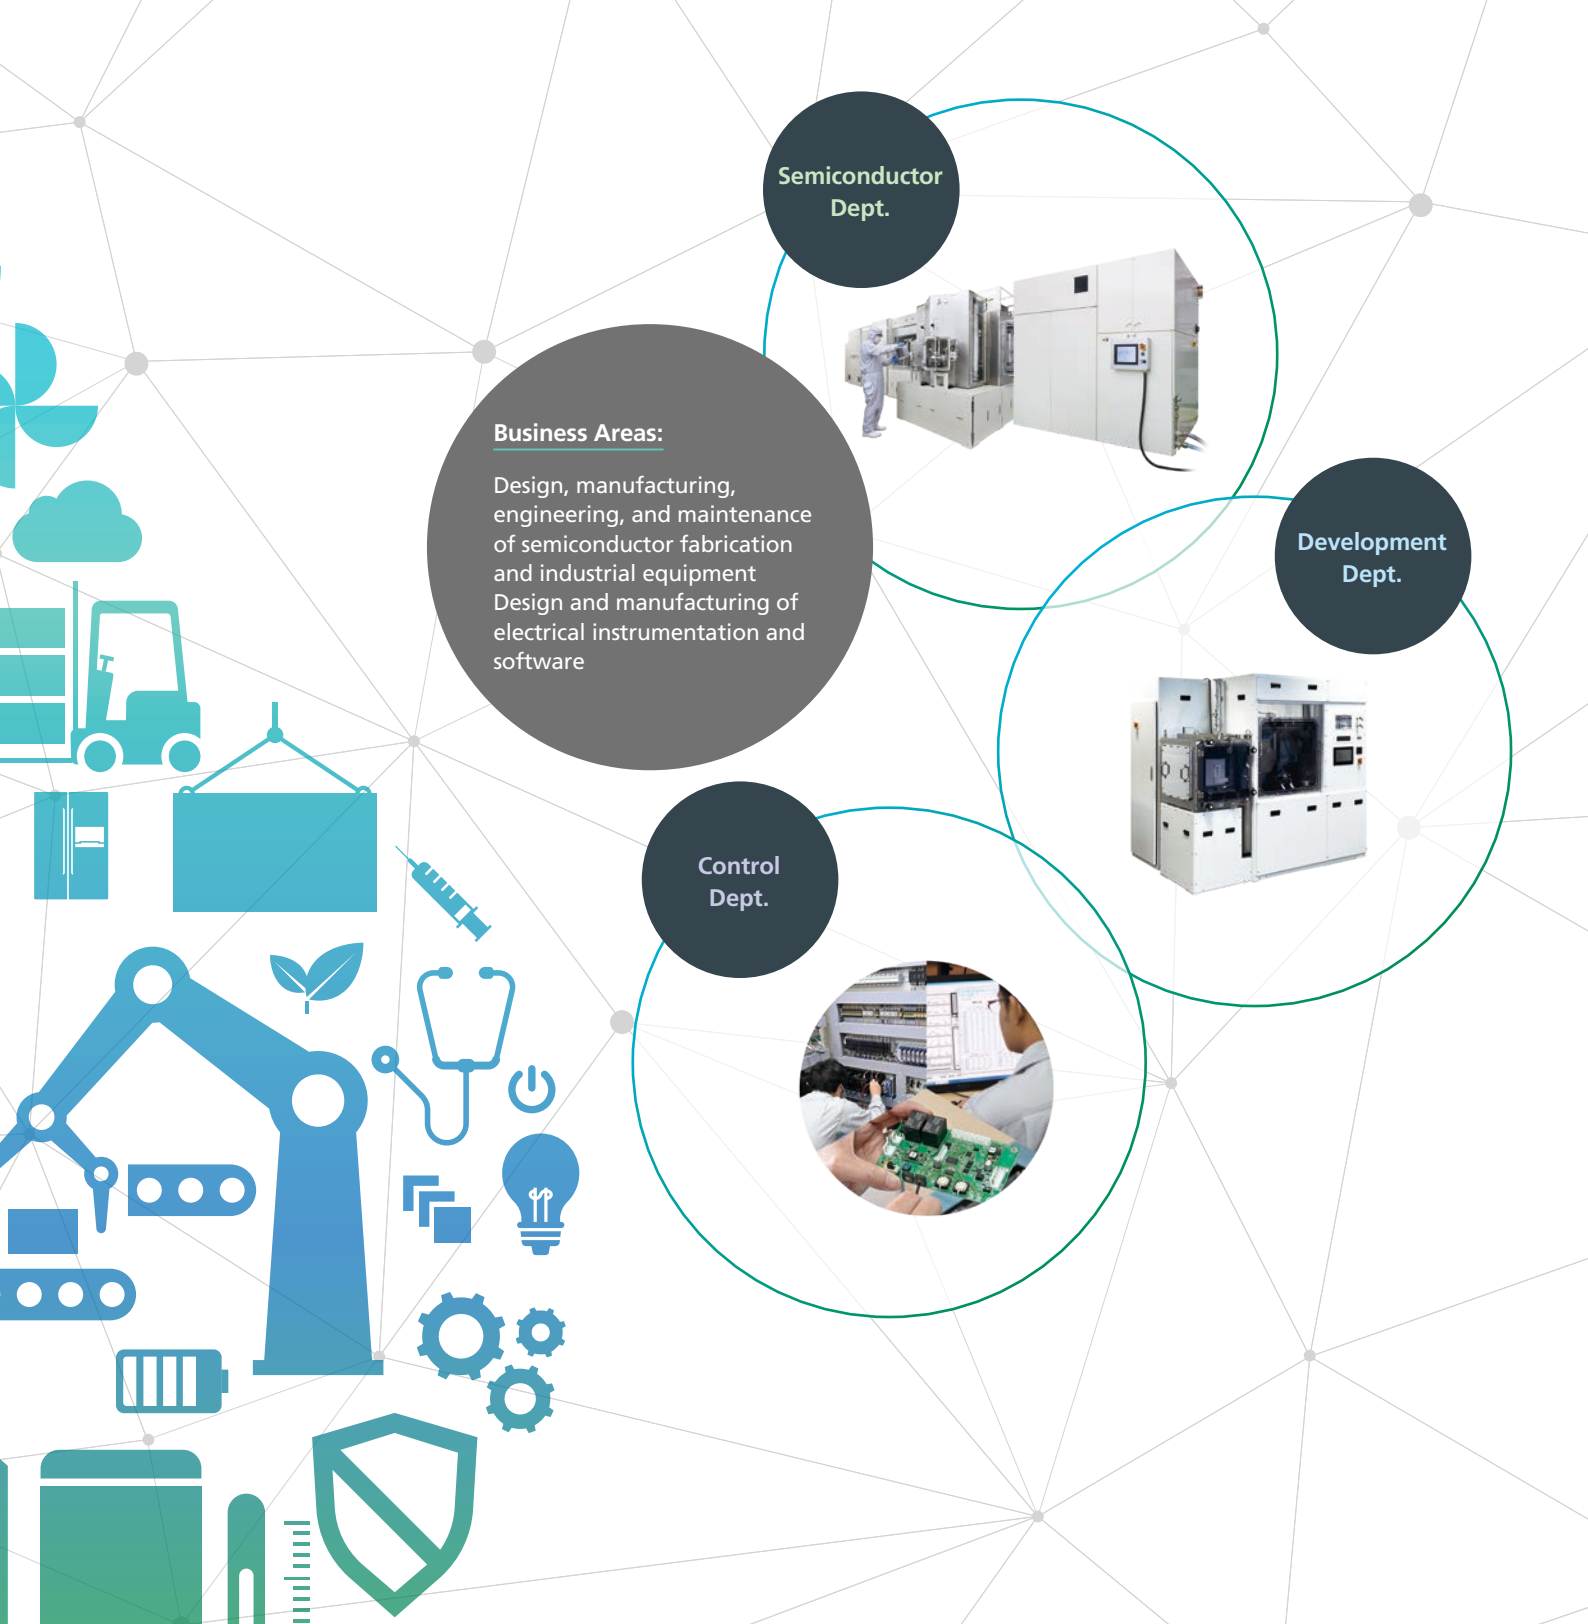 Semiconductor
Dept.
Business Areas:
Design, manufacturing,
engineering, and maintenance
of semiconductor fabrication
and industrial equipment
Design and manufacturing of
electrical instrumentation and
software
Development
Dept.
Control
Dept.